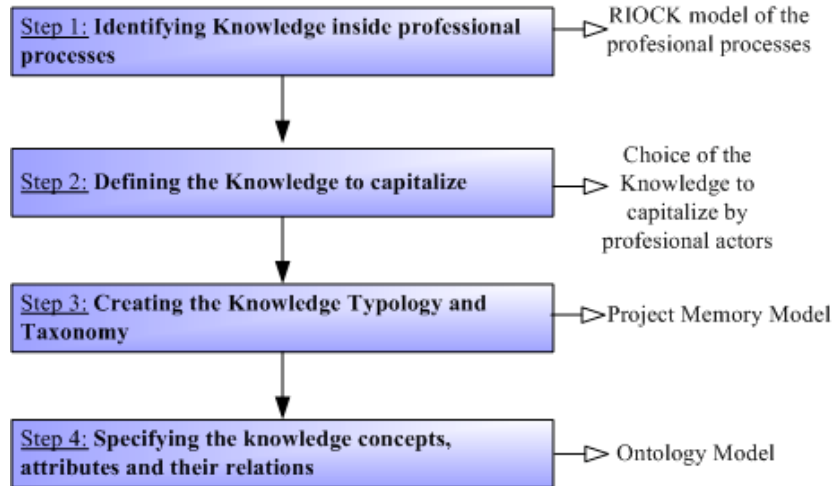 Step 1: Identifying Knowledge inside professional
processes
RIOCK model of the
profesional processes
Step 2: Defining the Knowledge to capitalize
Choice of the
Knowledge to
capitalize by
profesional actors
Step 3: Creating the Knowledge Typology and
Taxonomy
Project Memory Model
Step 4: Specifying the knowledge concepts,
attributes and their relations
Ontology Model